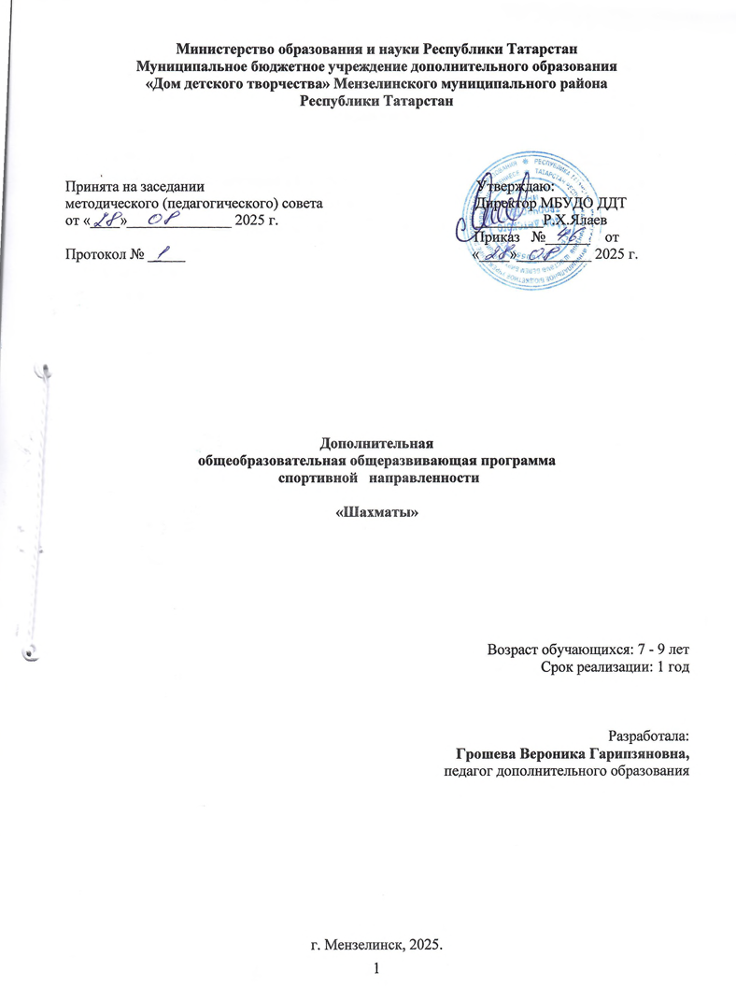 Министерство образования и науки Республики Татарстан
Муниципальное бюджетное учреждение дополнительного образования
«Дом детского творчества» Мензелинского муниципального района
Республики Татарстан
Принята на заседании
методического (педагогического) совета
от «28» 08 2025 г.
Протокол № 1
Утверждаю:
Директор МБУДО ДДТ
Р.Х.Ялаев
Приказ № 46 от
«28» 08 2025 г.
Дополнительная
общеобразовательная общеразвивающая программа
спортивной направленности
«Шахматы»
Возраст обучающихся: 7 - 9 лет
Срок реализации: 1 год
Разработала:
Грошева Вероника Гарипзяновна,
педагог дополнительного образования
г. Мензелинск, 2025.
1